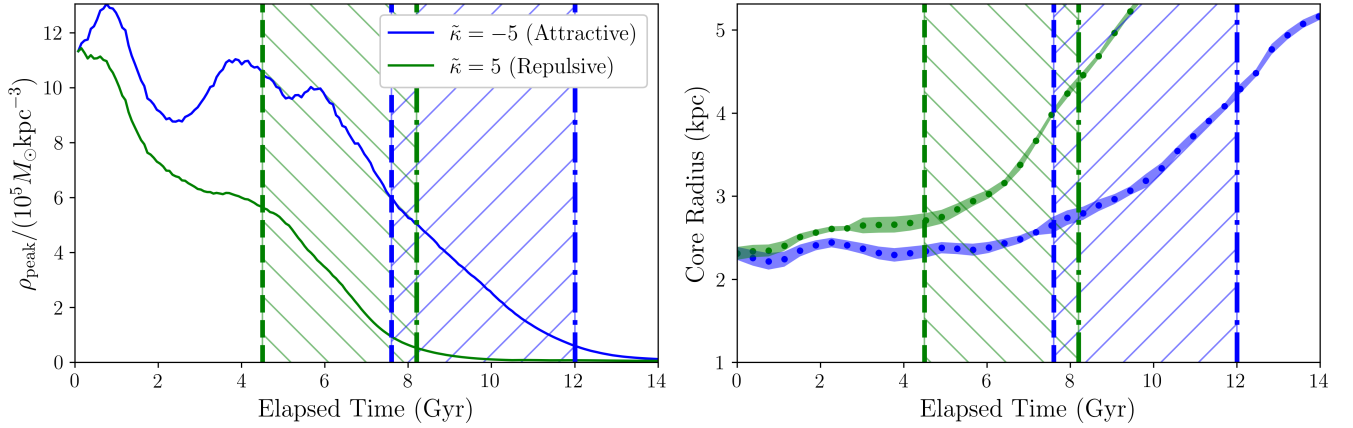 12
10
8
6
4
2
0
ρ_peak/(10^5 M_⊙kpc^−3)
κ̃ = −5 (Attractive)
κ̃ = 5 (Repulsive)
0 2 4 6 8 10 12 14
Elapsed Time (Gyr)
5
4
3
2
1
Core Radius (kpc)
0 2 4 6 8 10 12 14
Elapsed Time (Gyr)